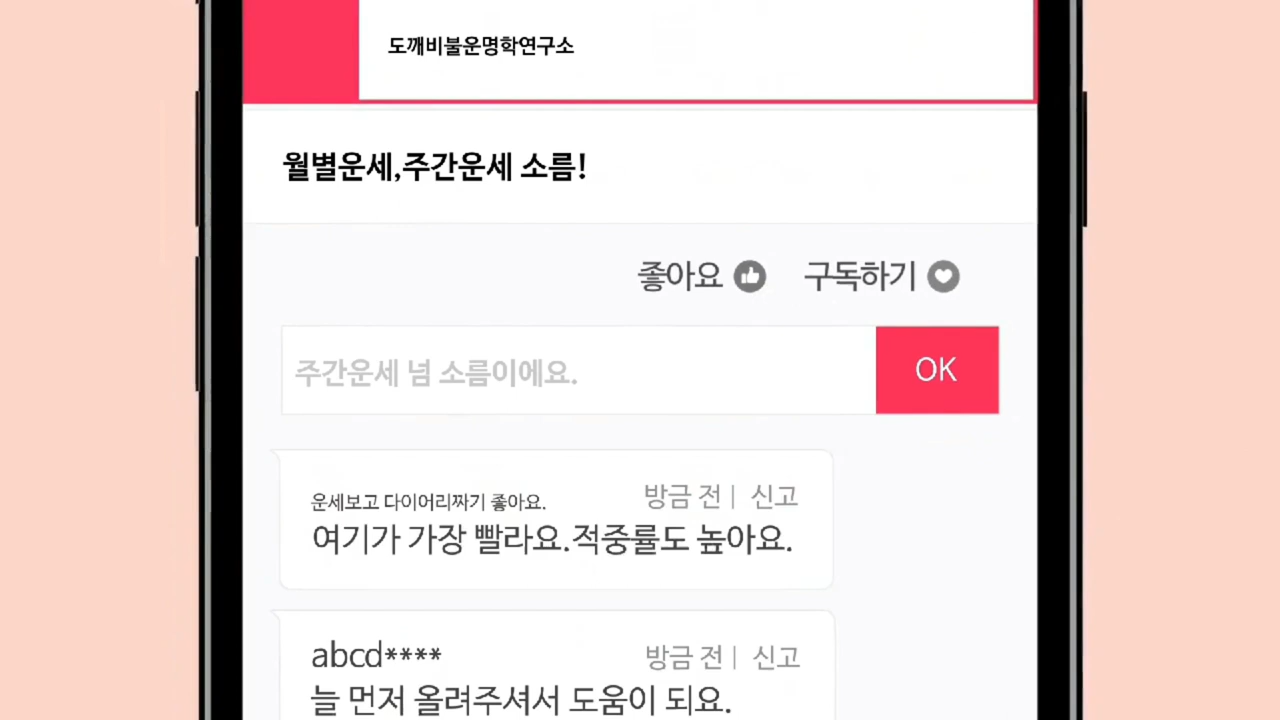 도깨비불운명학연구소
월별운세,주간운세 소름!
좋아요 구독하기
주간운세 넘 소름이에요.
OK
운세보고 다이어리짜기 좋아요.
방금 전 | 신고
여기가 가장 빨라요.적중률도 높아요.
abcd****
방금 전 | 신고
늘 먼저 올려주셔서 도움이 되요.